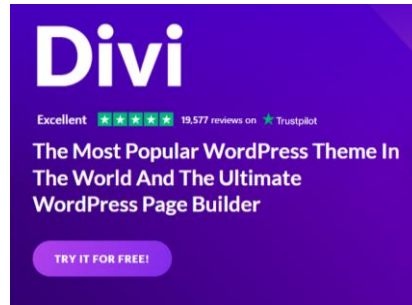 Divi
Excellent 19,577 reviews on Trustpilot
The Most Popular WordPress Theme In
The World And The Ultimate
WordPress Page Builder
TRY IT FOR FREE!